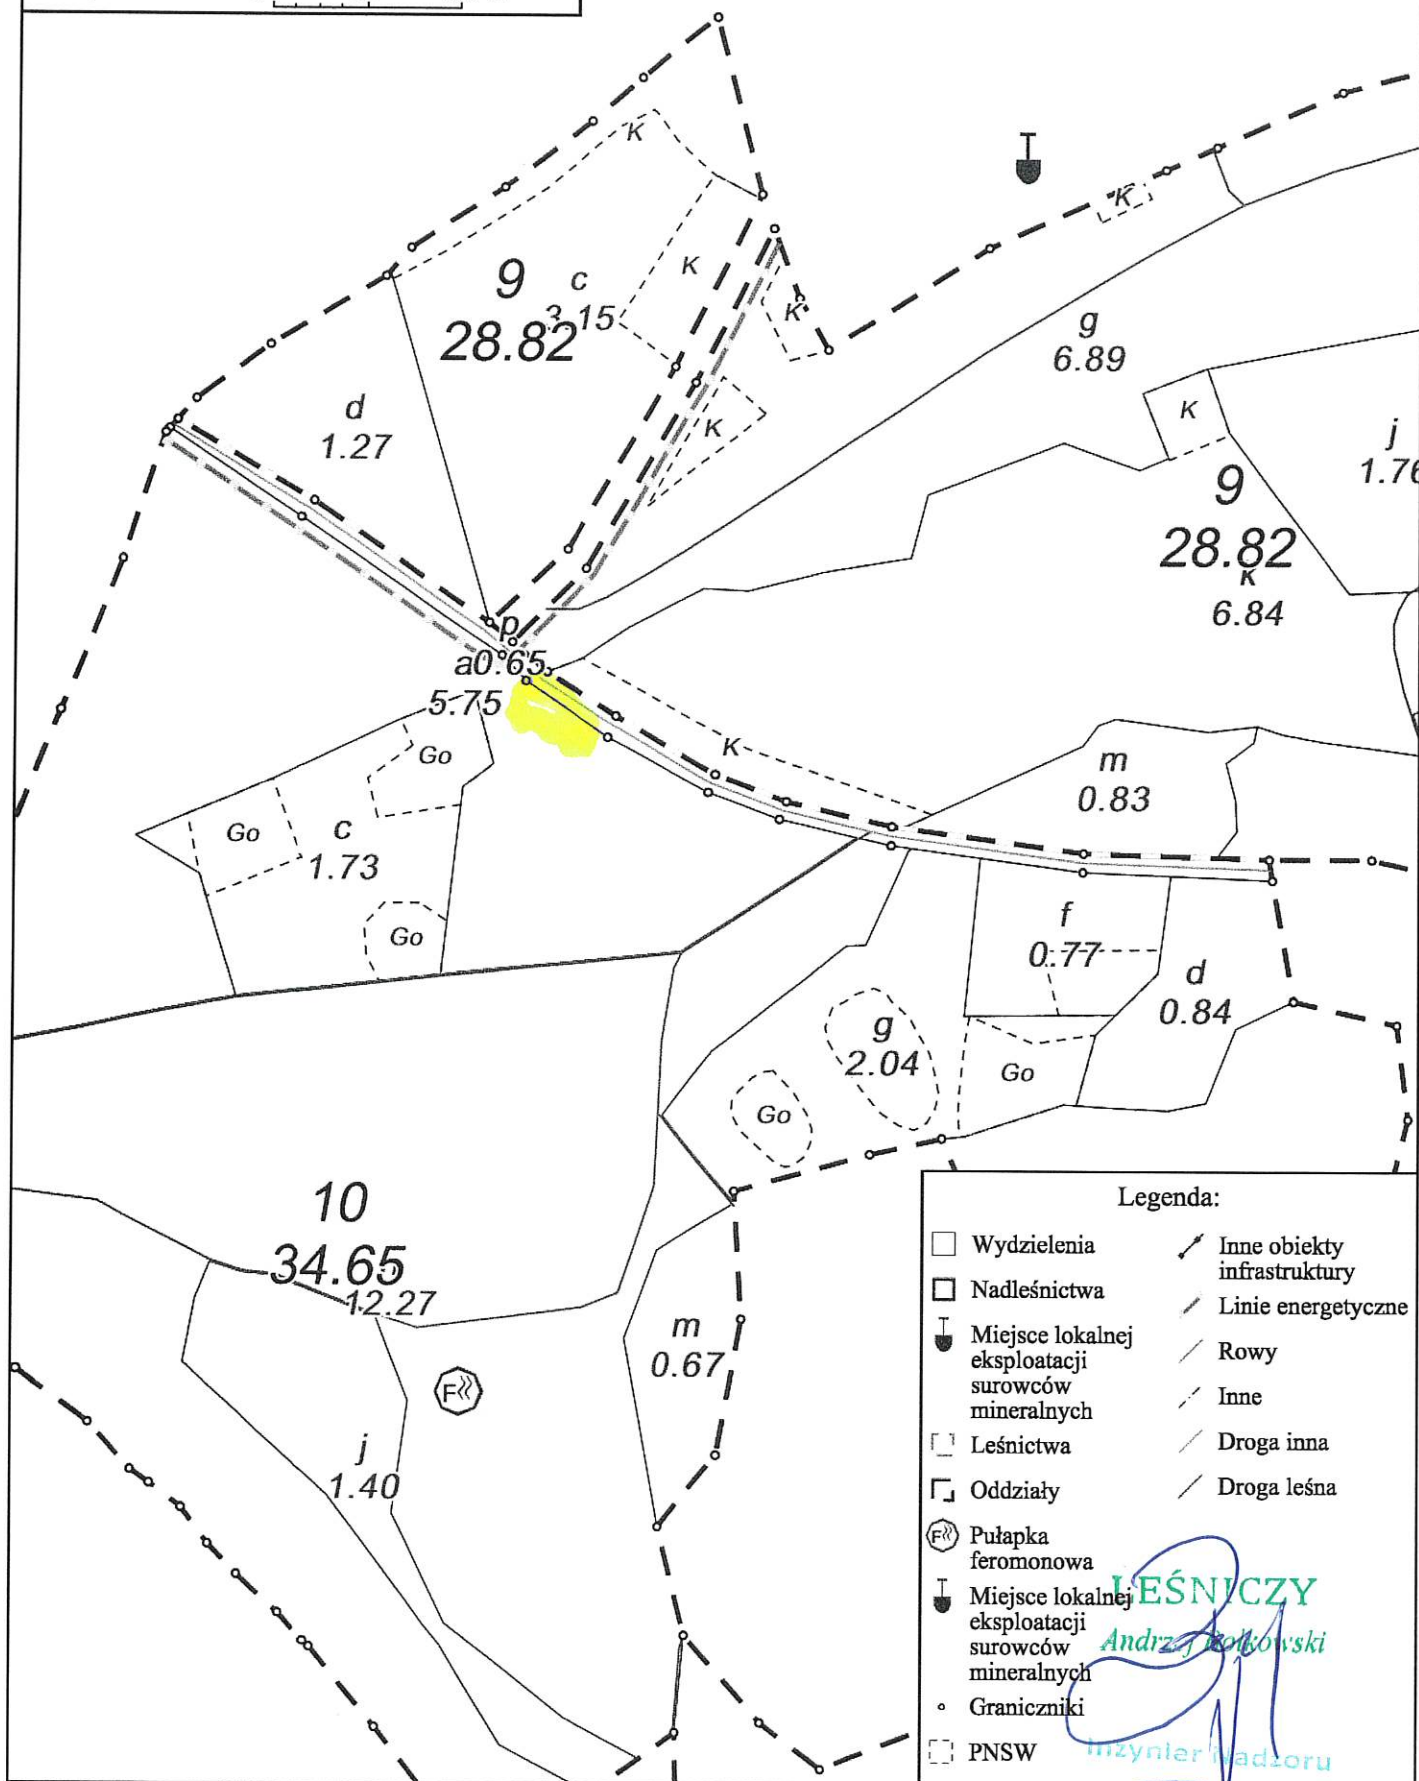 K
9
c
3.15
28.82
K
K
K
K
g
6.89
d
1.27
K
j
9
28.82
K
6.84
p
a0.65
5.75
K
Go
m
0.83
Go
c
1.73
Go
f
0.77
d
0.84
g
2.04
Go
Go
10
34.65
12.27
m
0.67
F
j
1.40
Legenda:
Wydzielenia
Nadleśnictwa
Miejsce lokalnej
eksploatacji
surowców
mineralnych
Leśnictwa
Oddziały
F
Pułapka
feromonowa
Miejsce lokalnej
eksploatacji
surowców
mineralnych
Graniczniki
PNSW
Inne obiekty
infrastruktury
Linie energetyczne
Rowy
Inne
Droga inna
Droga leśna
LEŚNICZY
Inżynier Nadzoru